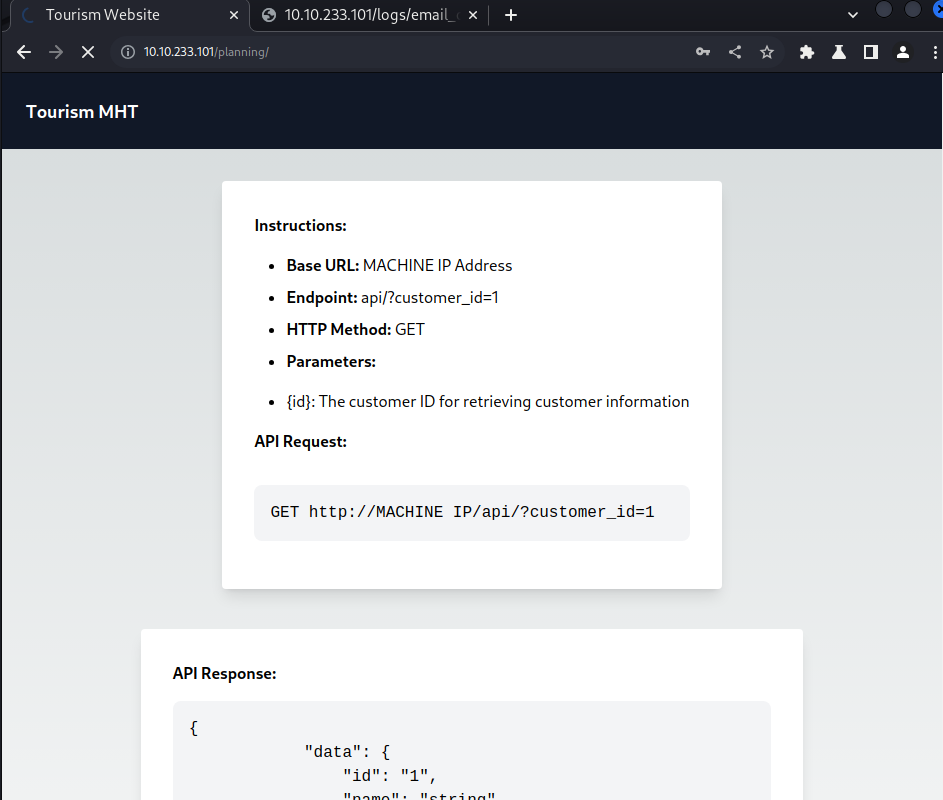 Tourism Website
10.10.233.101/logs/email_
10.10.233.101/planning/
Tourism MHT
Instructions:
Base URL: MACHINE IP Address
Endpoint: api/?customer_id=1
HTTP Method: GET
Parameters:
{id}: The customer ID for retrieving customer information
API Request:
GET http://MACHINE IP/api/?customer_id=1
API Response:
{
"data": {
"id": "1",
"name": "string"